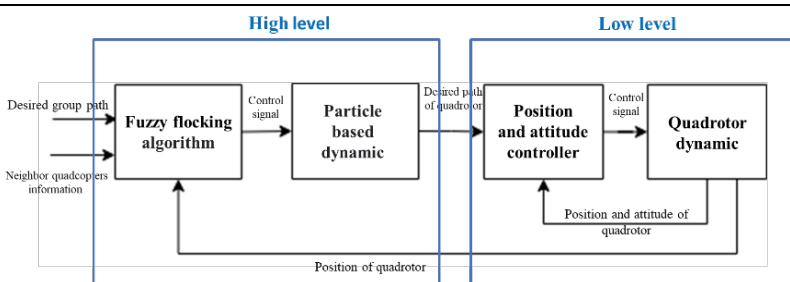 High level
Low level
Desired group path
Neighbor quadcopters
information
Fuzzy flocking
algorithm
Control
signal
Particle
based
dynamic
Desired path
of quadrotor
Position
and attitude
controller
Control
signal
Quadrotor
dynamic
Position and attitude of
quadrotor
Position of quadrotor